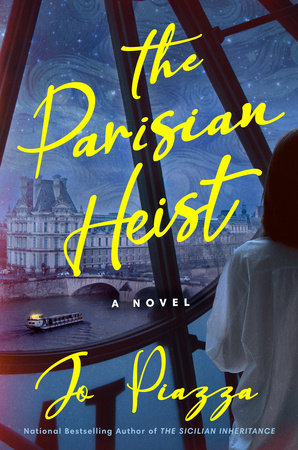 the
Parisian
Heist
A NOVEL
Jo Piazza
National Bestselling Author of THE SICILIAN INHERITANCE